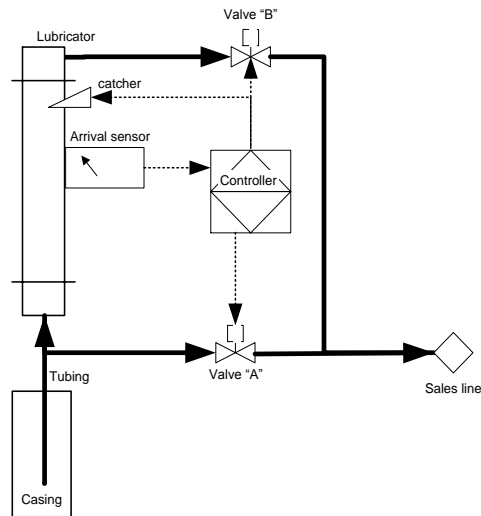 Valve “B”
Lubricator
catcher
Arrival sensor
Controller
Tubing
Valve “A”
Sales line
Casing